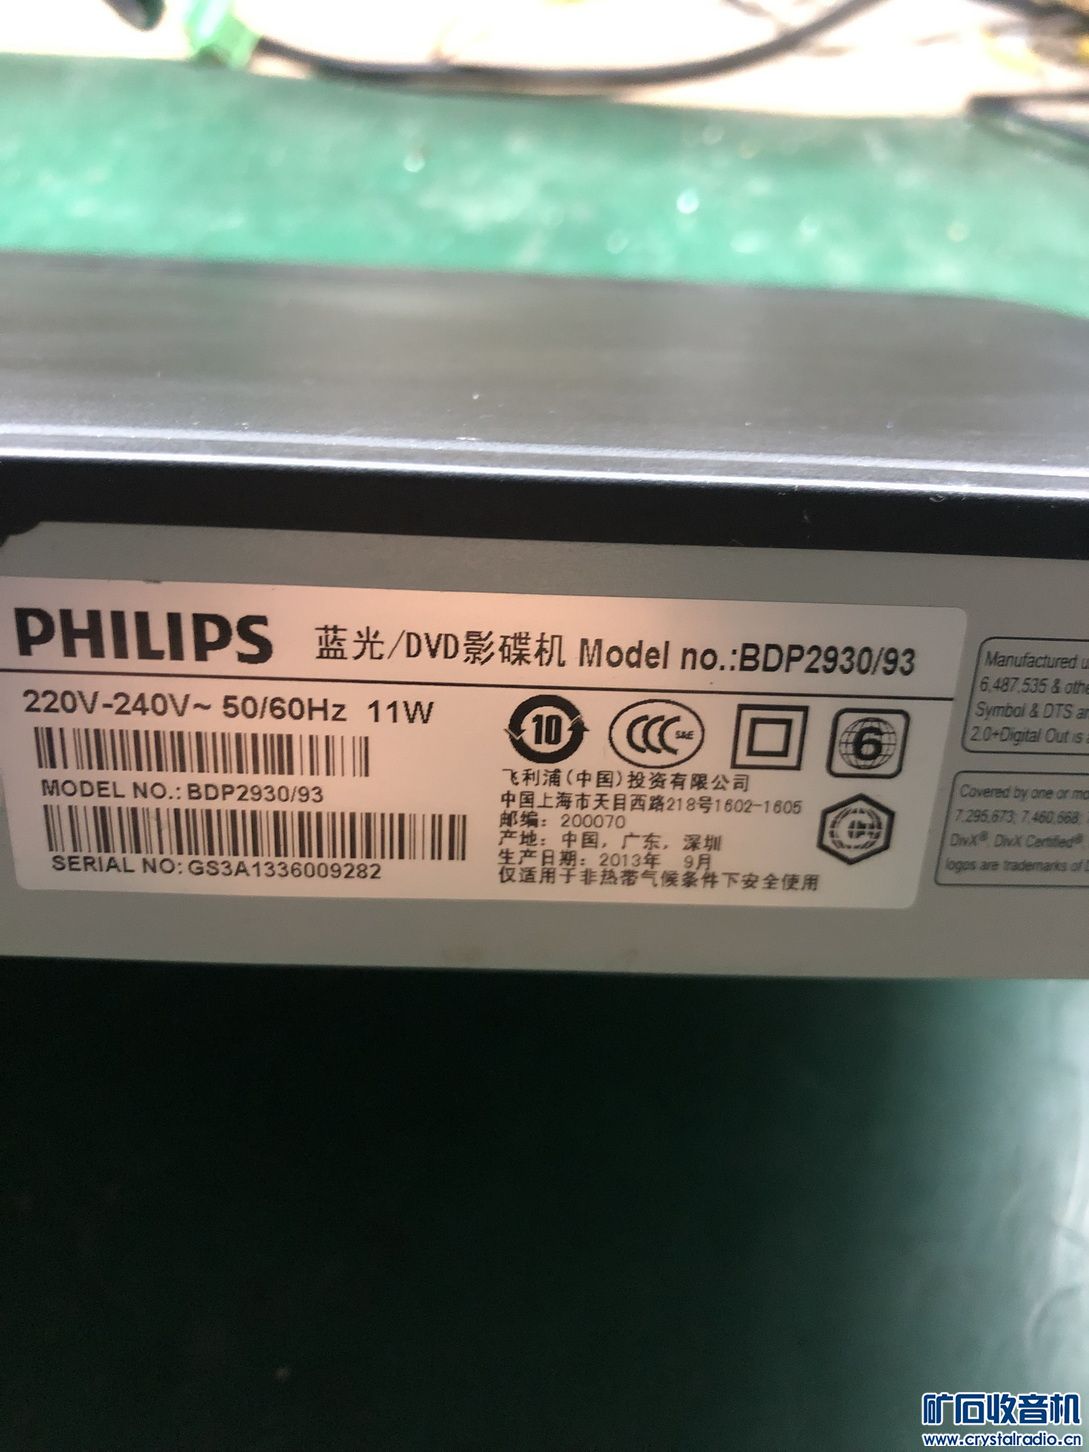 PHILIPS 蓝光/DVD影碟机 Model no.:BDP2930/93
220V-240V~ 50/60Hz 11W
MODEL NO.: BDP2930/93
SERIAL NO: GS3A1336009282
10
CCC S&E
6
飞利浦(中国)投资有限公司
中国上海市天目西路218号1602-1605
邮编: 200070
产地: 中国, 广东, 深圳
生产日期: 2013年 9月
仅适用于非热带气候条件下安全使用
Manufactured
6,487,535 & othe
Symbol & DTS
2.0+Digital Out is
Covered by one or mo
7,295,673; 7,460,668;
DivX®, DivX Certified®
logos are trademarks of
矿石收音机
www.crystalradio.cn